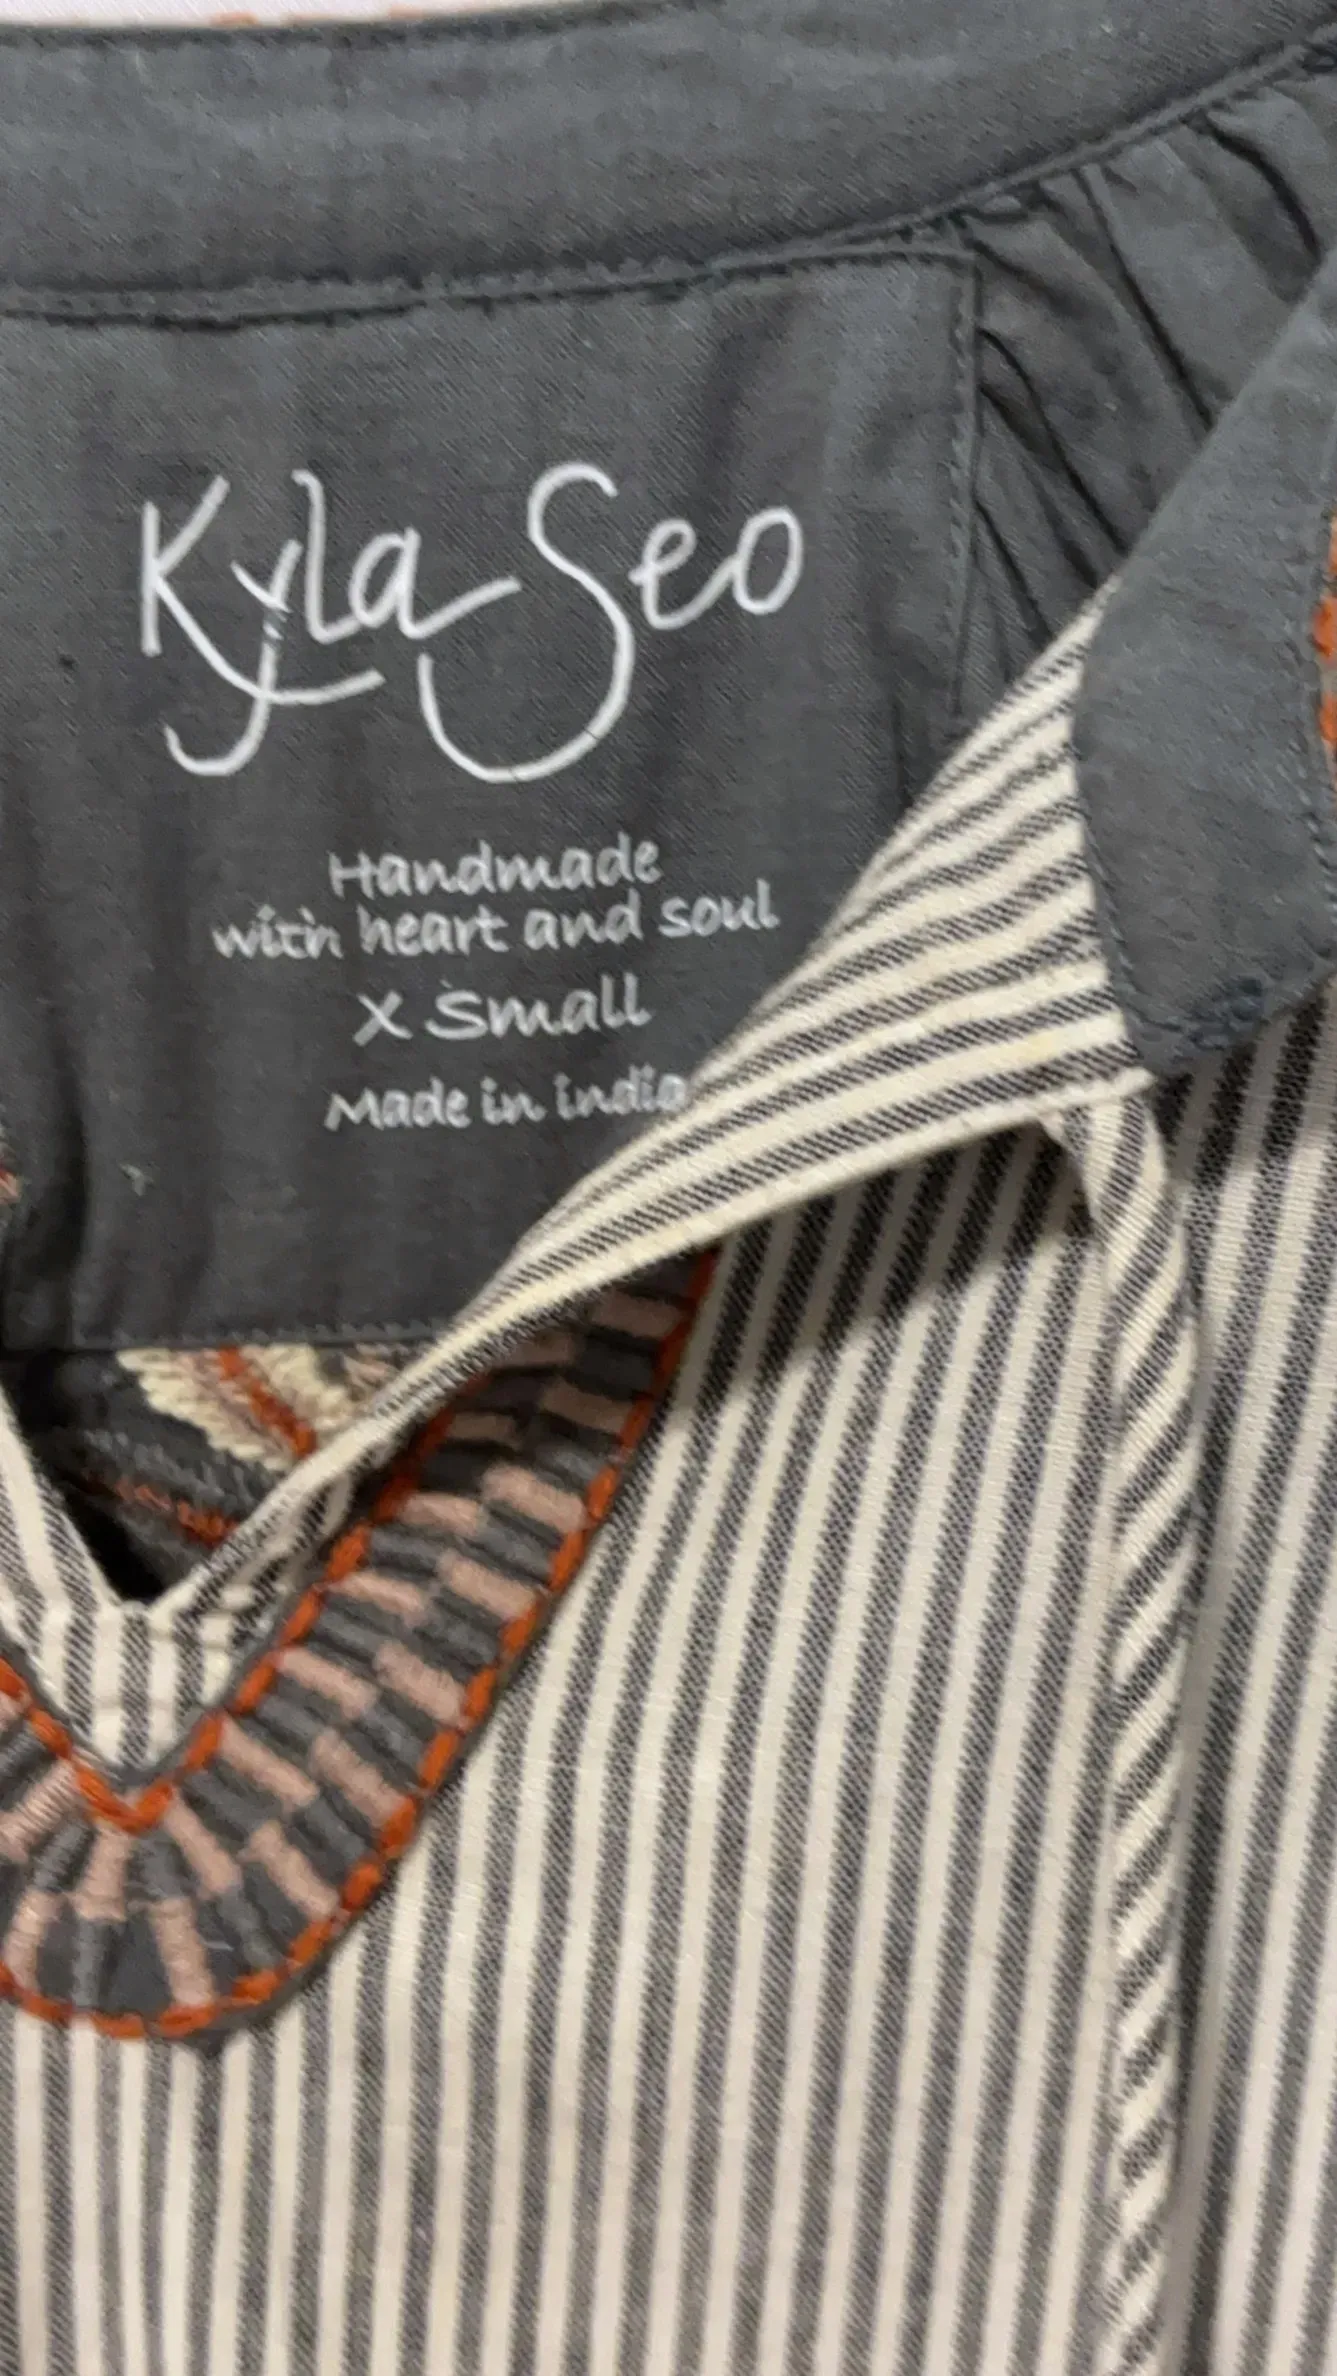 Kyla Seo
Handmade
with heart and soul
X Small
Made in india